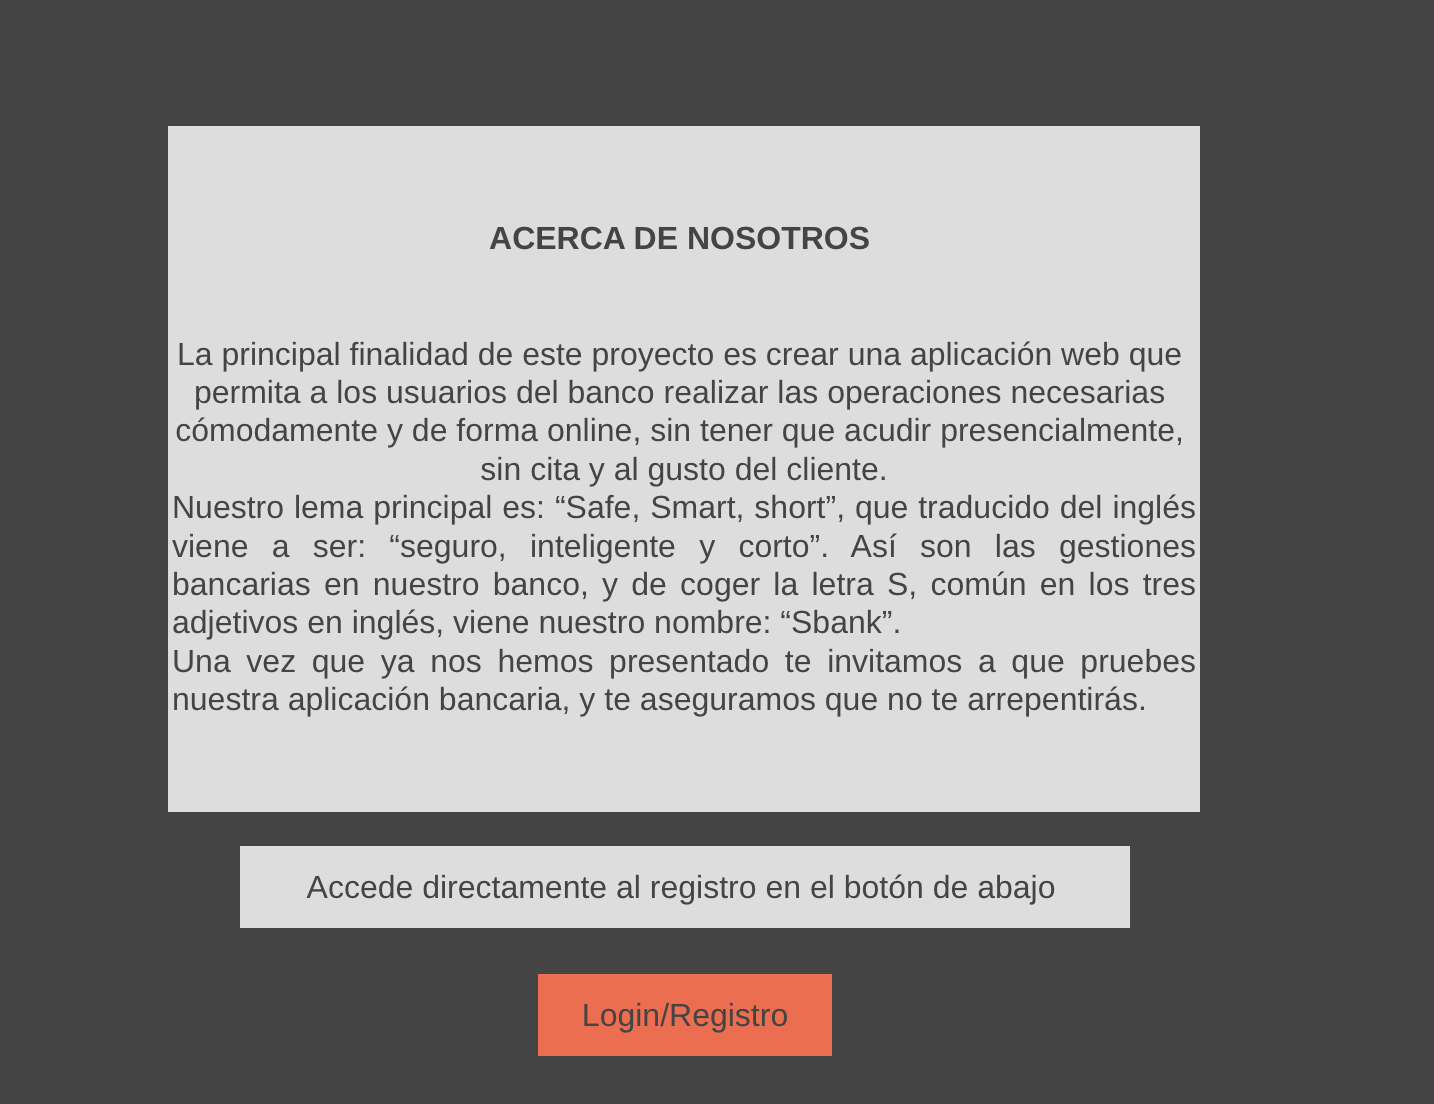 ACERCA DE NOSOTROS
La principal finalidad de este proyecto es crear una aplicación web que
permita a los usuarios del banco realizar las operaciones necesarias
cómodamente y de forma online, sin tener que acudir presencialmente,
sin cita y al gusto del cliente.
Nuestro lema principal es: “Safe, Smart, short”, que traducido del inglés
viene a ser: “seguro, inteligente y corto”. Así son las gestiones
bancarias en nuestro banco, y de coger la letra S, común en los tres
adjetivos en inglés, viene nuestro nombre: “Sbank”.
Una vez que ya nos hemos presentado te invitamos a que pruebes
nuestra aplicación bancaria, y te aseguramos que no te arrepentirás.
Accede directamente al registro en el botón de abajo
Login/Registro